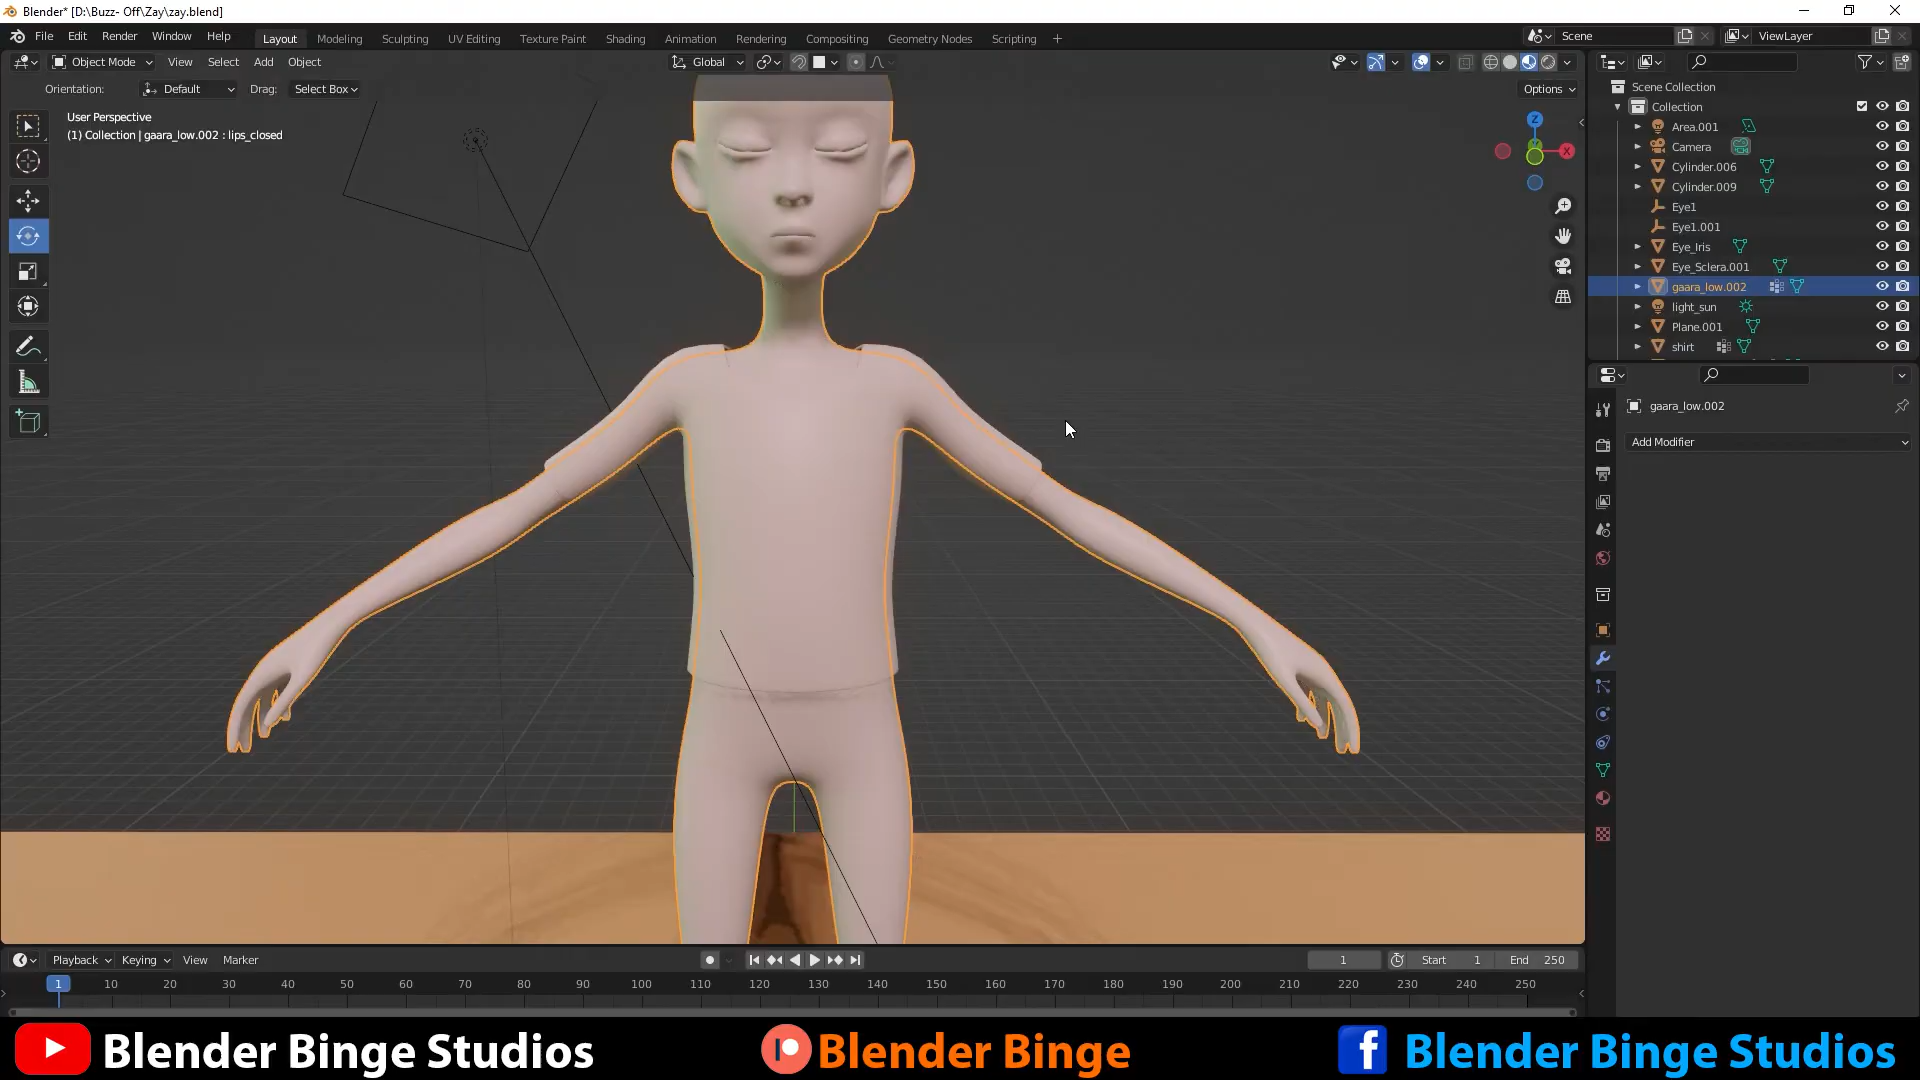 Blender* [D:\Buzz- Off\Zay\zay.blend]
File Edit Render Window Help Layout Modeling Sculpting UV Editing Texture Paint Shading Animation Rendering Compositing Geometry Nodes Scripting + Scene ViewLayer
Object Mode View Select Add Object Global
Orientation: Default Drag: Select Box Options
User Perspective
(1) Collection | gaara_low.002 : lips_closed
Z
Y
X
Scene Collection
Collection
Area.001
Camera
Cylinder.006
Cylinder.009
Eye1
Eye1.001
Eye_Iris
Eye_Sclera.001
gaara_low.002
light_sun
Plane.001
shirt
gaara_low.002
Add Modifier
Playback Keying View Marker 1 Start 1 End 250
1 10 20 30 40 50 60 70 80 90 100 110 120 130 140 150 160 170 180 190 200 210 220 230 240 250
Blender Binge Studios Blender Binge f Blender Binge Studios